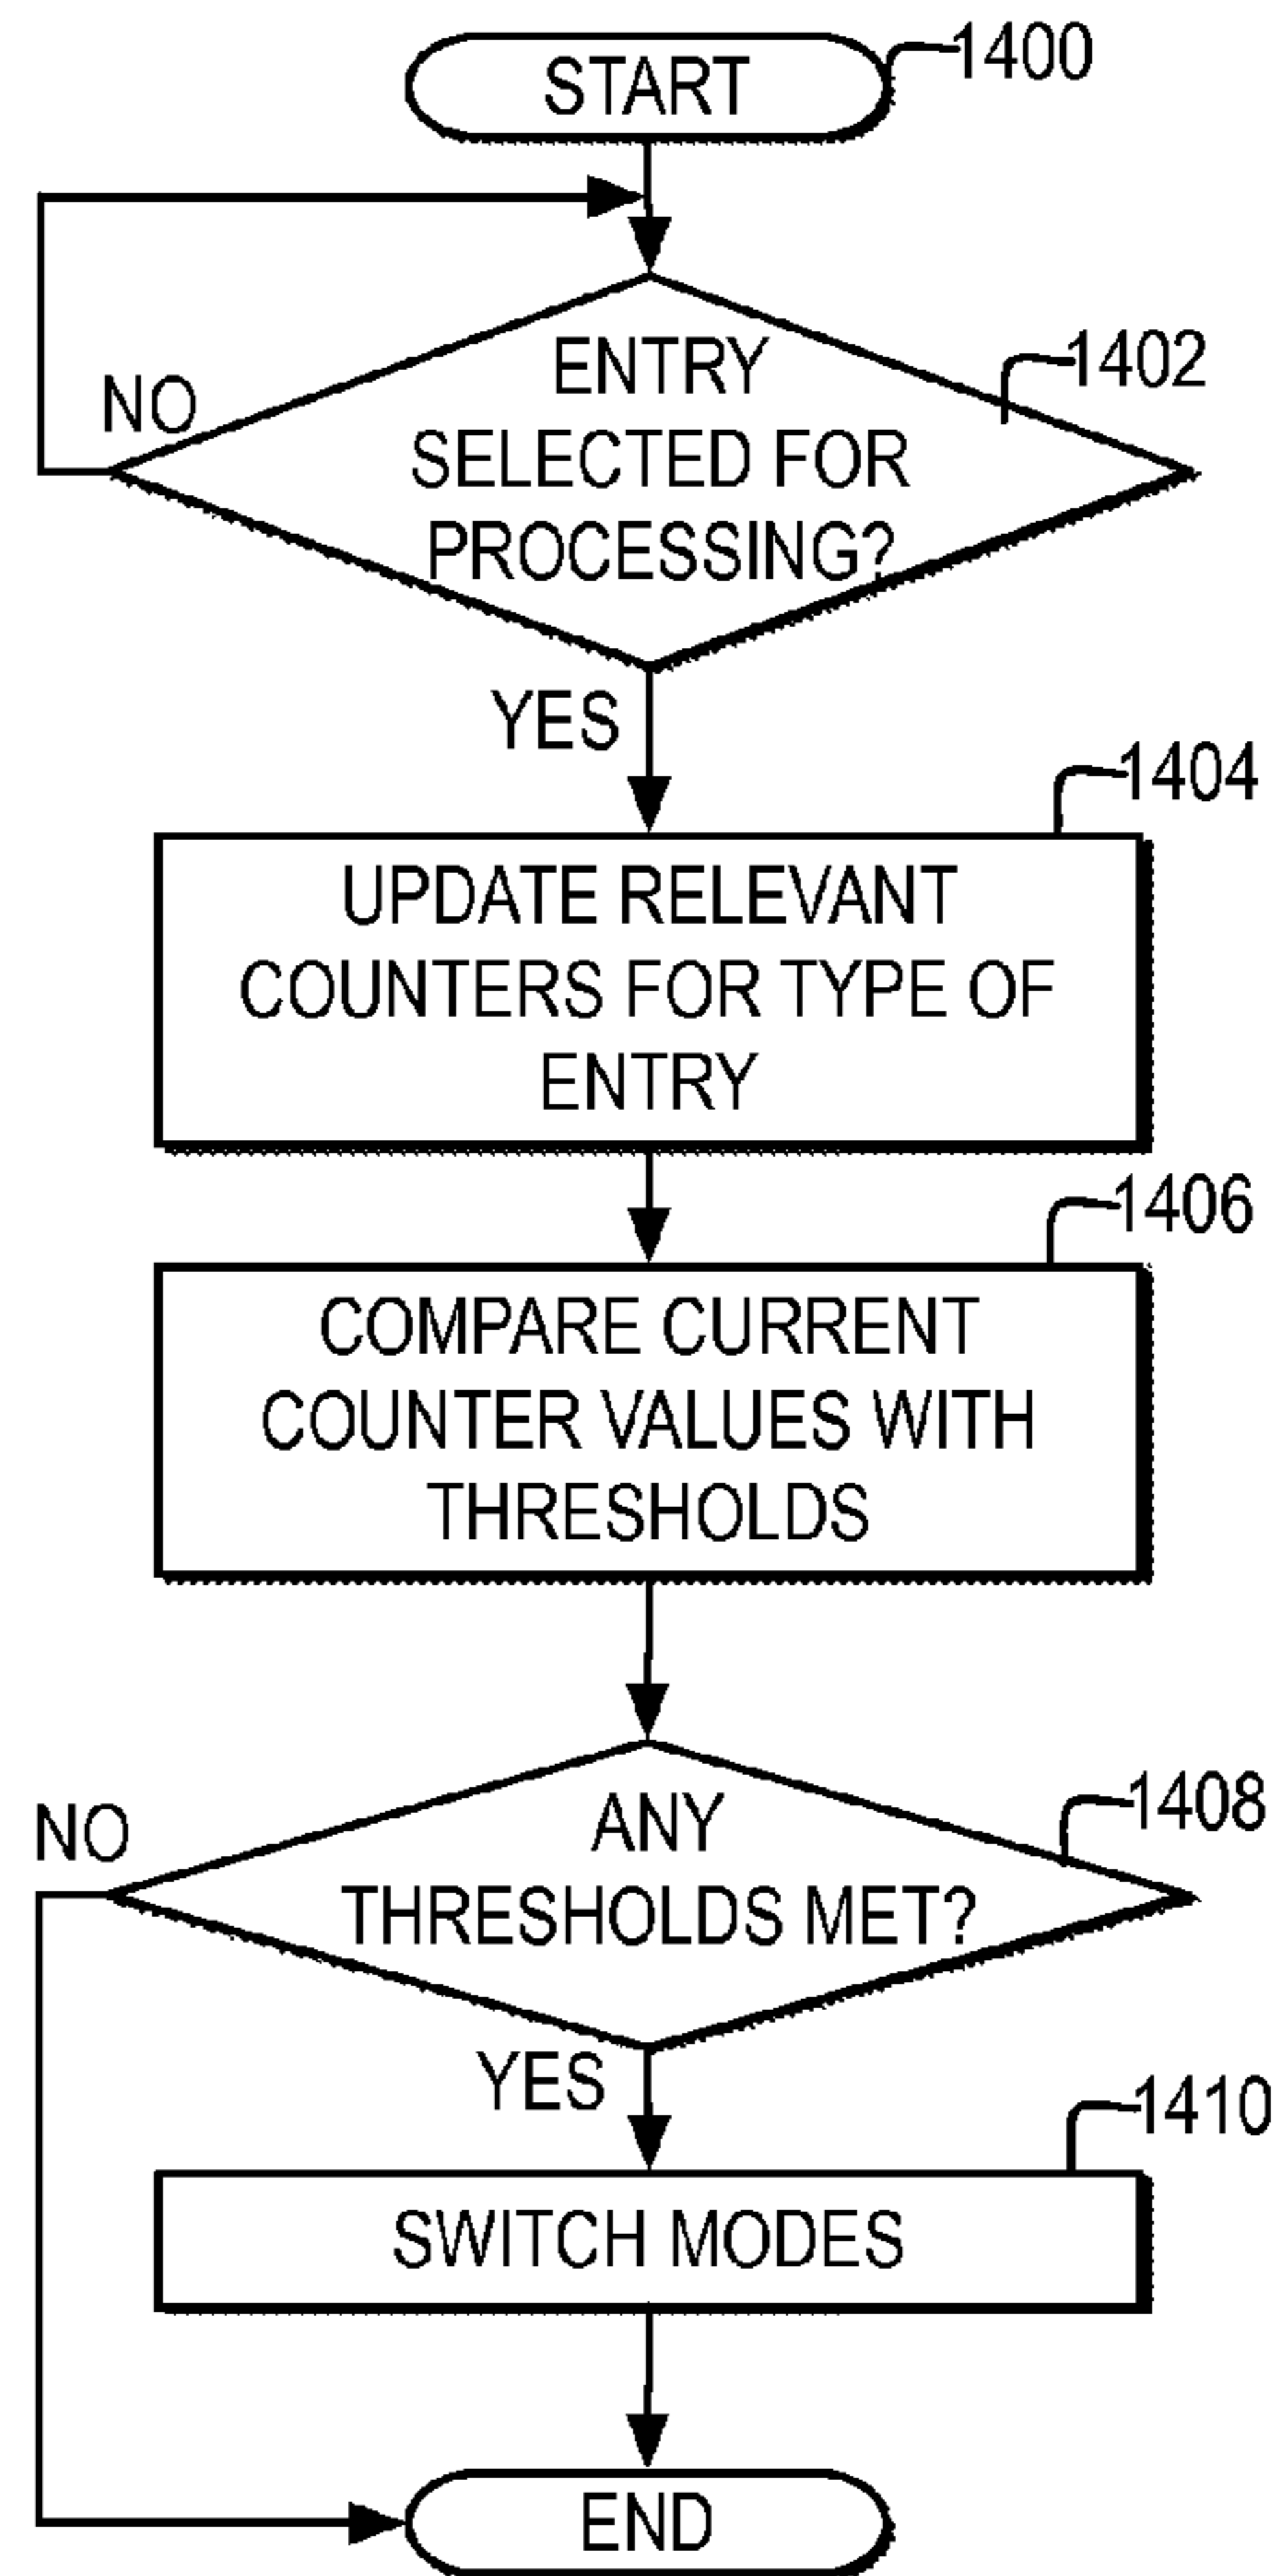 START
1400
ENTRY
SELECTED FOR
PROCESSING?
1402
NO
YES
1404
UPDATE RELEVANT
COUNTERS FOR TYPE OF
ENTRY
1406
COMPARE CURRENT
COUNTER VALUES WITH
THRESHOLDS
1408
ANY
THRESHOLDS MET?
NO
YES
1410
SWITCH MODES
END